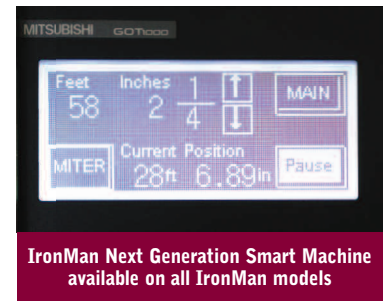 MITSUBISHI GOT1000
Feet Inches 1 ↑ MAIN
58 2 4 ↓
Current Position
MITER 28ft 6.89in Pause
IronMan Next Generation Smart Machine
available on all IronMan models